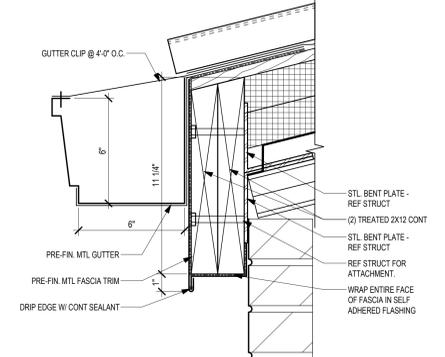 GUTTER CLIP @ 4'-0" O.C.
6"
11 1/4"
6"
1"
PRE-FIN. MTL GUTTER
PRE-FIN. MTL FASCIA TRIM
DRIP EDGE W/ CONT SEALANT
STL. BENT PLATE -
REF STRUCT
(2) TREATED 2X12 CONT
STL. BENT PLATE -
REF STRUCT
REF STRUCT FOR
ATTACHMENT.
WRAP ENTIRE FACE
OF FASCIA IN SELF
ADHERED FLASHING